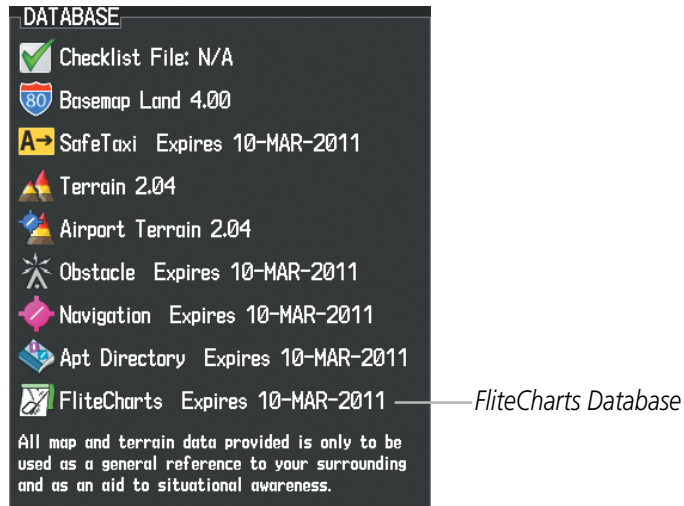 DATABASE
Checklist File: N/A
80 Basemap Land 4.00
A→ SafeTaxi Expires 10-MAR-2011
Terrain 2.04
Airport Terrain 2.04
Obstacle Expires 10-MAR-2011
Navigation Expires 10-MAR-2011
Apt Directory Expires 10-MAR-2011
FliteCharts Expires 10-MAR-2011 FliteCharts Database
All map and terrain data provided is only to be
used as a general reference to your surrounding
and as an aid to situational awareness.